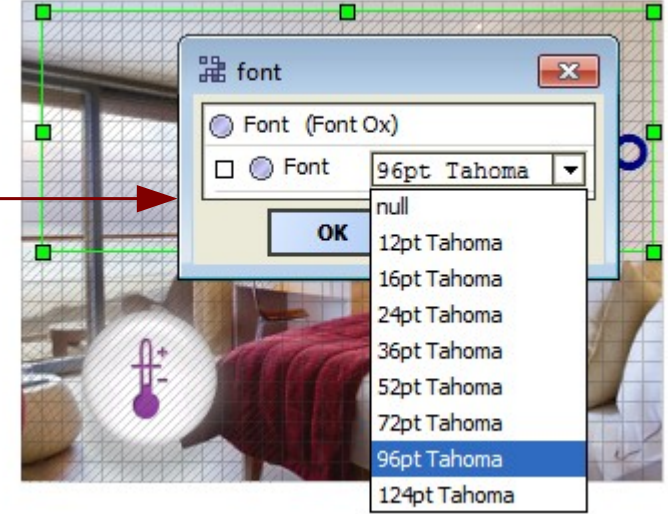 font
Font (Font Ox)
Font 96pt Tahoma
OK
null
12pt Tahoma
16pt Tahoma
24pt Tahoma
36pt Tahoma
52pt Tahoma
72pt Tahoma
96pt Tahoma
124pt Tahoma